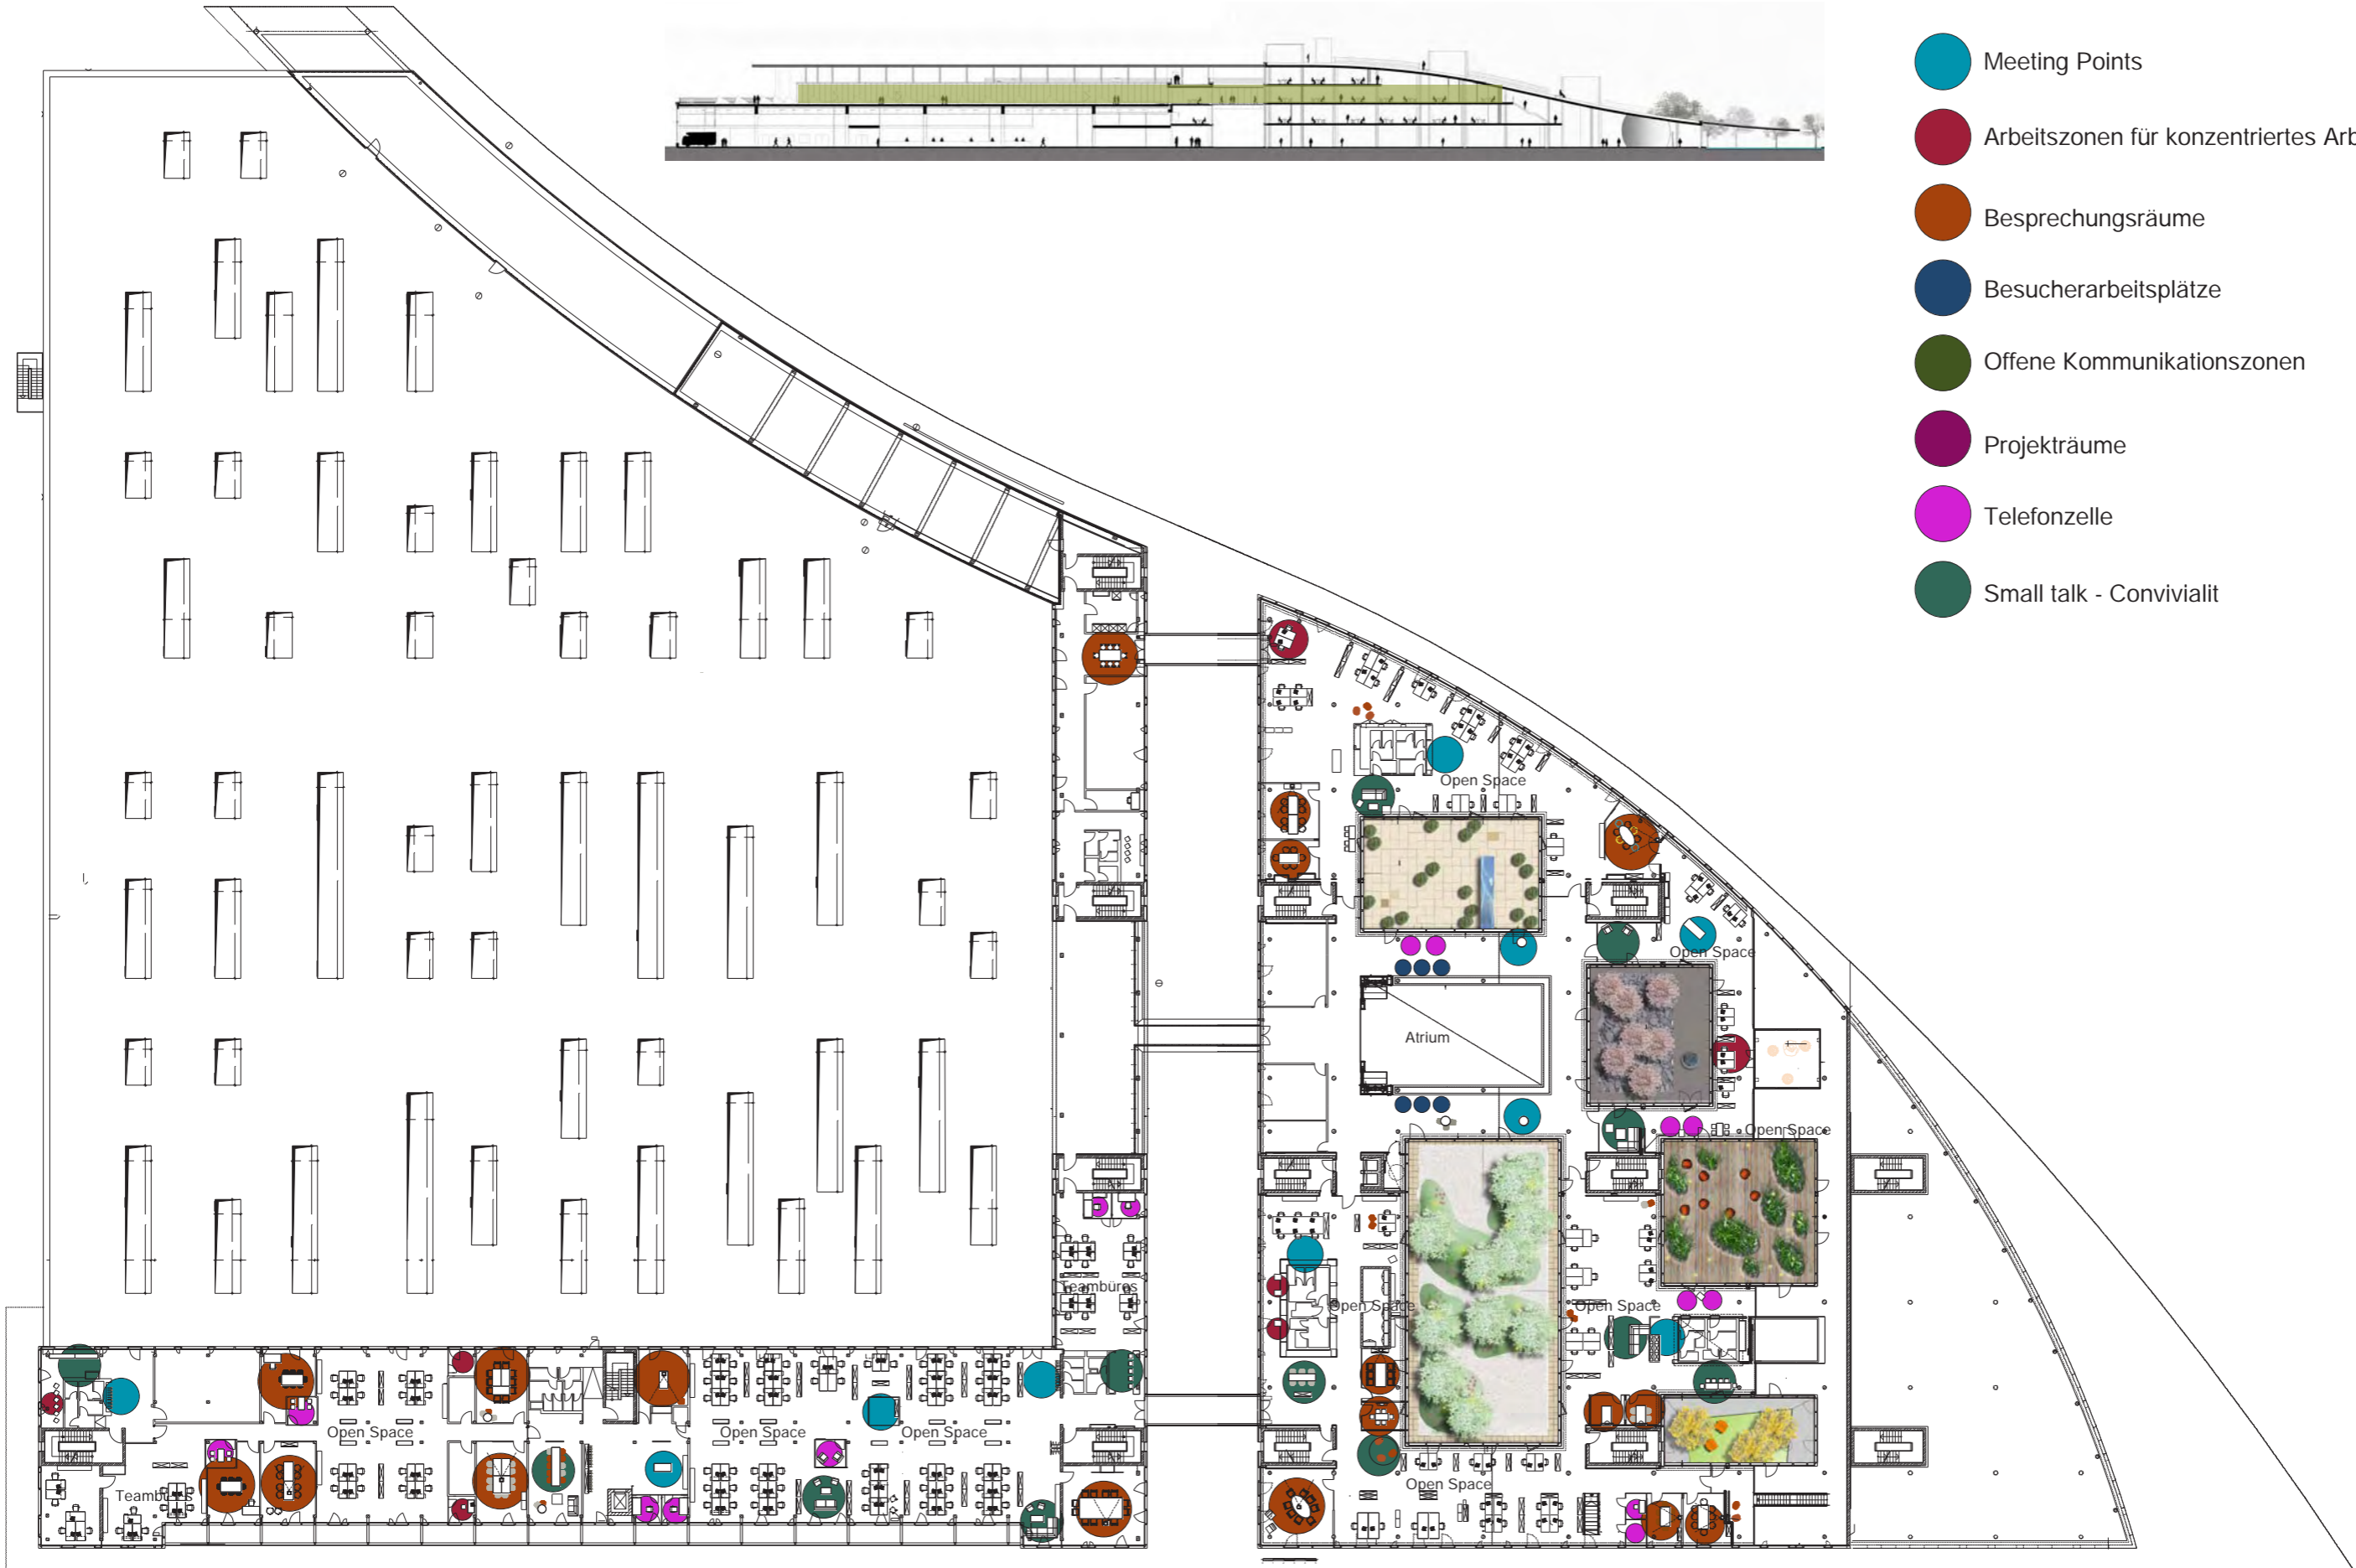 Meeting Points
Arbeitszonen für konzentriertes Arb
Besprechungsräume
Besucherarbeitsplätze
Offene Kommunikationszonen
Projekträume
Telefonzelle
Small talk - Convivialit
Open Space
Open Space
Atrium
Open Space
Teambüros
Open Space
Open Space
Open Space
Open Space
Open Space
Open Space
Teambüros